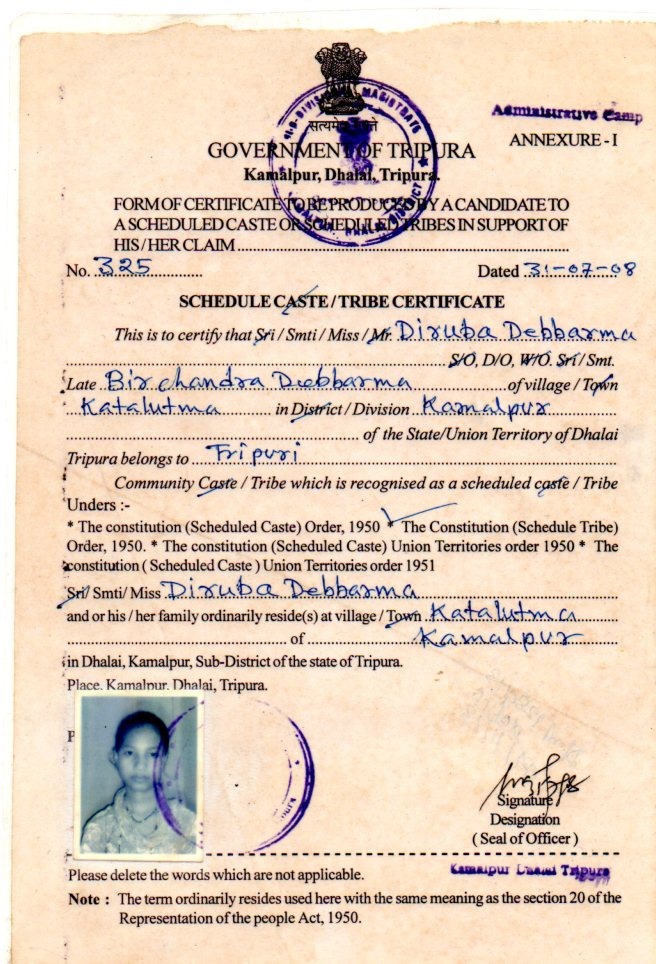 Administrative Camp
सत्यमेव जयते
ANNEXURE - I
GOVERNMENT OF TRIPURA
Kamalpur, Dhalai, Tripura.
FORM OF CERTIFICATE TO BE PRODUCED BY A CANDIDATE TO
A SCHEDULED CASTE OR SCHEDULED TRIBES IN SUPPORT OF
HIS / HER CLAIM
No. 325 Dated 31-07-08
SCHEDULE CASTE / TRIBE CERTIFICATE
This is to certify that Sri / Smti / Miss / Mr. Diruba Debbarma
S/O, D/O, W/O. Sri / Smt.
Late Bir chandra Debbarma of village / Town
Katalutma in District / Division Kamalpur
of the State/Union Territory of Dhalai
Tripura belongs to Tripuri
Community Caste / Tribe which is recognised as a scheduled caste / Tribe
Unders :-
* The constitution (Scheduled Caste) Order, 1950 * The Constitution (Schedule Tribe)
Order, 1950. * The constitution (Scheduled Caste) Union Territories order 1950 * The
constitution ( Scheduled Caste ) Union Territories order 1951
Sri/ Smti/ Miss Diruba Debbarma
and or his / her family ordinarily reside(s) at village / Town Katalutma
of Kamalpur
in Dhalai, Kamalpur, Sub-District of the state of Tripura.
Place. Kamalpur, Dhalai, Tripura.
Signature
Designation
( Seal of Officer )
Please delete the words which are not applicable.
Kamalpur Dhalai Tripura
Note : The term ordinarily resides used here with the same meaning as the section 20 of the
Representation of the people Act, 1950.